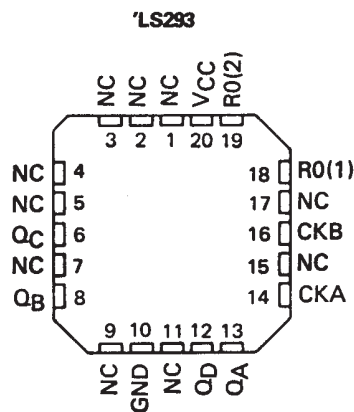 'LS293
NC NC NC VCC R0(2)
3 2 1 20 19
NC 4 18 R0(1)
NC 5 17 NC
QC 6 16 CKB
NC 7 15 NC
QB 8 14 CKA
9 10 11 12 13
NC GND NC QD QA